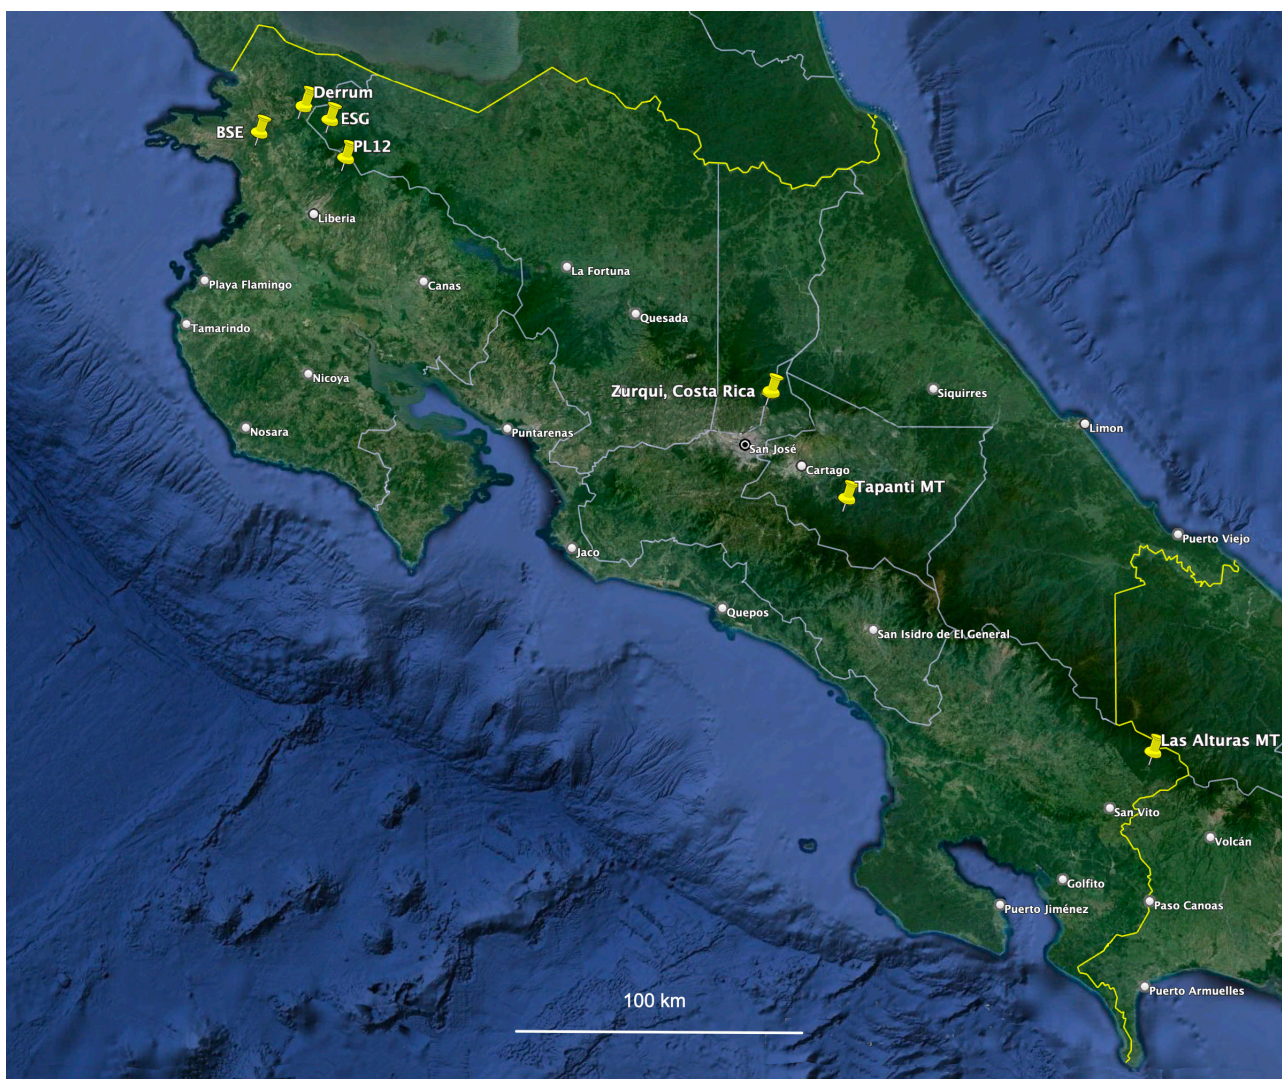 Derrum
ESG
BSE
PL12
Liberia
La Fortuna
Playa Flamingo
Canas
Quesada
Tamarindo
Nicoya
Zurqui, Costa Rica
Siquirres
Nosara
Puntarenas
Limon
San José
Cartago
Tapanti MT
Puerto Viejo
Jaco
Quepos
San Isidro de El General
Las Alturas MT
San Vito
Volcán
Golfito
Puerto Jiménez
Paso Canoas
Puerto Armuelles
100 km